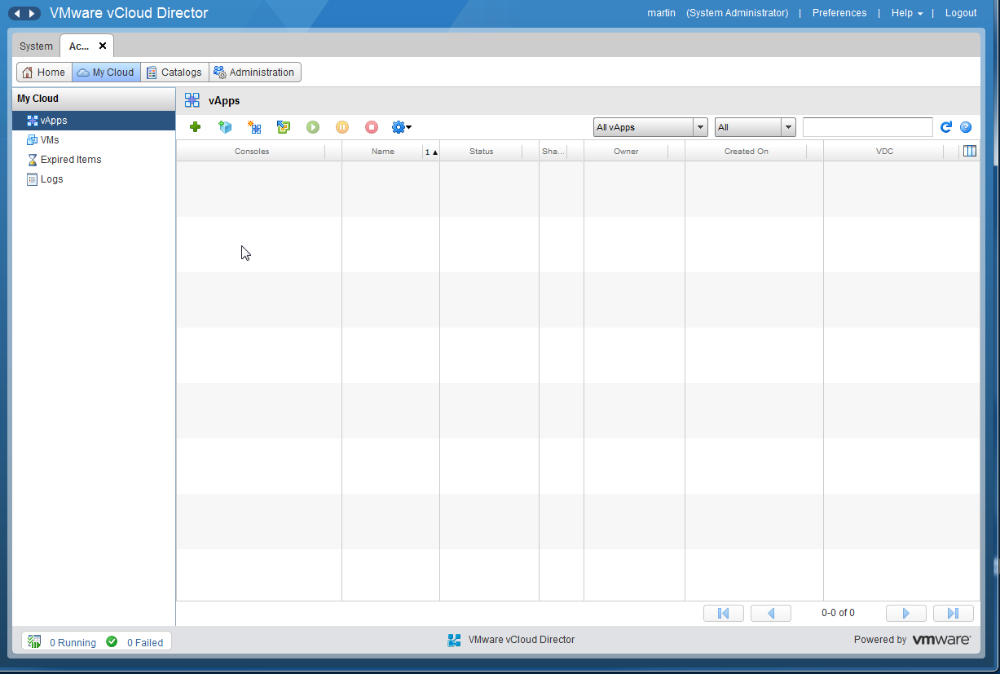 VMware vCloud Director
martin (System Administrator) | Preferences | Help | Logout
System Ac...
Home My Cloud Catalogs Administration
My Cloud
vApps
VMs
Expired Items
Logs
vApps
All vApps All
Consoles Name 1 Status Sha... Owner Created On VDC
0-0 of 0
0 Running 0 Failed
VMware vCloud Director
Powered by vmware